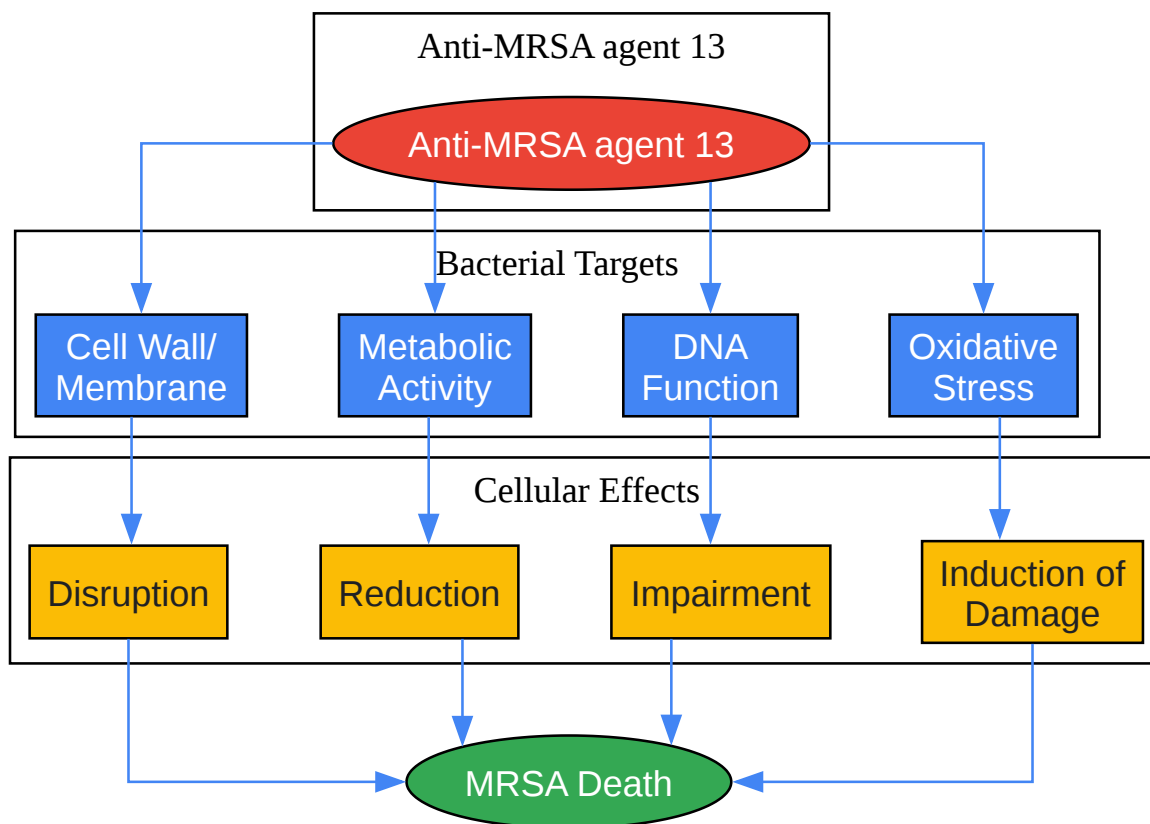 Anti-MRSA agent 13
Anti-MRSA agent 13
Bacterial Targets
Cell Wall/
Membrane
Metabolic
Activity
DNA
Function
Oxidative
Stress
Cellular Effects
Disruption
Reduction
Impairment
Induction of
Damage
MRSA Death